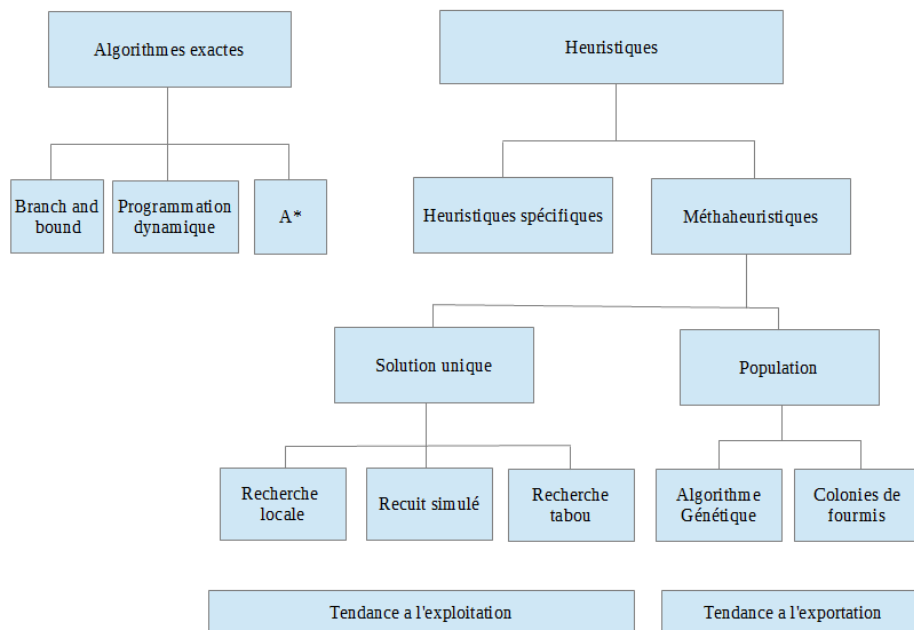 Algorithmes exactes
Heuristiques
Branch and
bound
Programmation
dynamique
A*
Heuristiques spécifiques
Méthaheuristiques
Solution unique
Population
Recherche
locale
Recuit simulé
Recherche
tabou
Algorithme
Génétique
Colonies de
fourmis
Tendance a l'exploitation
Tendance a l'exportation